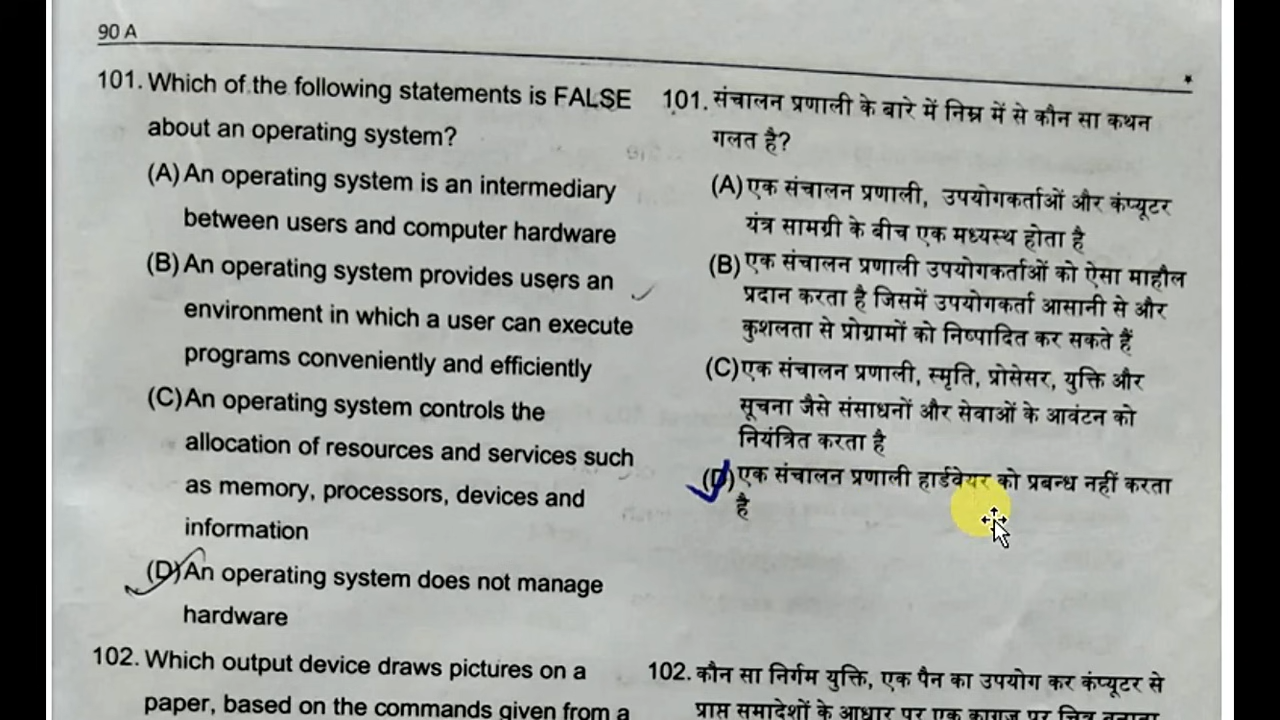 90 A
101. Which of the following statements is FALSE
about an operating system?
(A) An operating system is an intermediary
between users and computer hardware
(B) An operating system provides users an
environment in which a user can execute
programs conveniently and efficiently
(C) An operating system controls the
allocation of resources and services such
as memory, processors, devices and
information
(D) An operating system does not manage
hardware
102. Which output device draws pictures on a
paper, based on the commands given from a
*
101. संचालन प्रणाली के बारे में निम्न में से कौन सा कथन
गलत है?
(A) एक संचालन प्रणाली, उपयोगकर्ताओं और कंप्यूटर
यंत्र सामग्री के बीच एक मध्यस्थ होता है
(B) एक संचालन प्रणाली उपयोगकर्ताओं को ऐसा माहौल
प्रदान करता है जिसमें उपयोगकर्ता आसानी से और
कुशलता से प्रोग्रामों को निष्पादित कर सकते हैं
(C) एक संचालन प्रणाली, स्मृति, प्रोसेसर, युक्ति और
सूचना जैसे संसाधनों और सेवाओं के आवंटन को
नियंत्रित करता है
(D) एक संचालन प्रणाली हार्डवेयर को प्रबन्ध नहीं करता
है
102. कौन सा निर्गम युक्ति, एक पैन का उपयोग कर कंप्यूटर से
प्राप्त समादेशों के आधार पर एक कागज पर चित्र बनाता